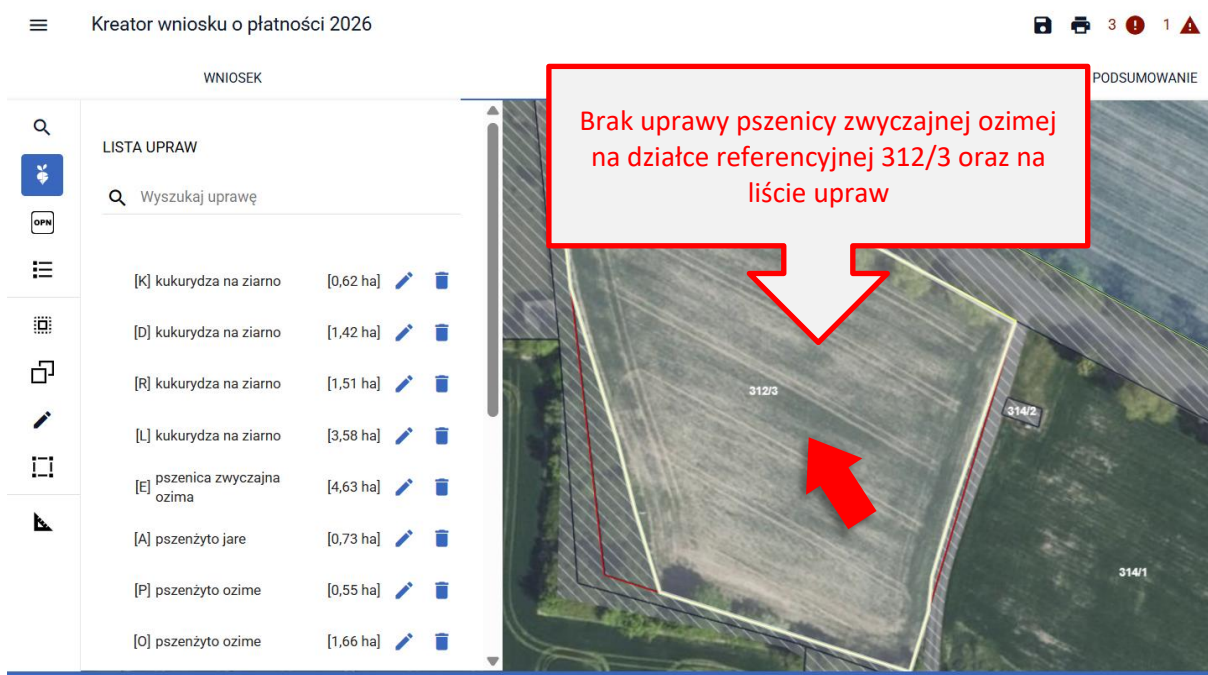 Kreator wniosku o płatności 2026
3
1
WNIOSEK
PODSUMOWANIE
Brak uprawy pszenicy zwyczajnej ozimej
na działce referencyjnej 312/3 oraz na
liście upraw
LISTA UPRAW
Wyszukaj uprawę
OPN
[K] kukurydza na ziarno [0,62 ha]
[D] kukurydza na ziarno [1,42 ha]
[R] kukurydza na ziarno [1,51 ha]
[L] kukurydza na ziarno [3,58 ha]
[E] pszenica zwyczajna
ozima [4,63 ha]
[A] pszenżyto jare [0,73 ha]
[P] pszenżyto ozime [0,55 ha]
[O] pszenżyto ozime [1,66 ha]
312/3
314/2
314/1